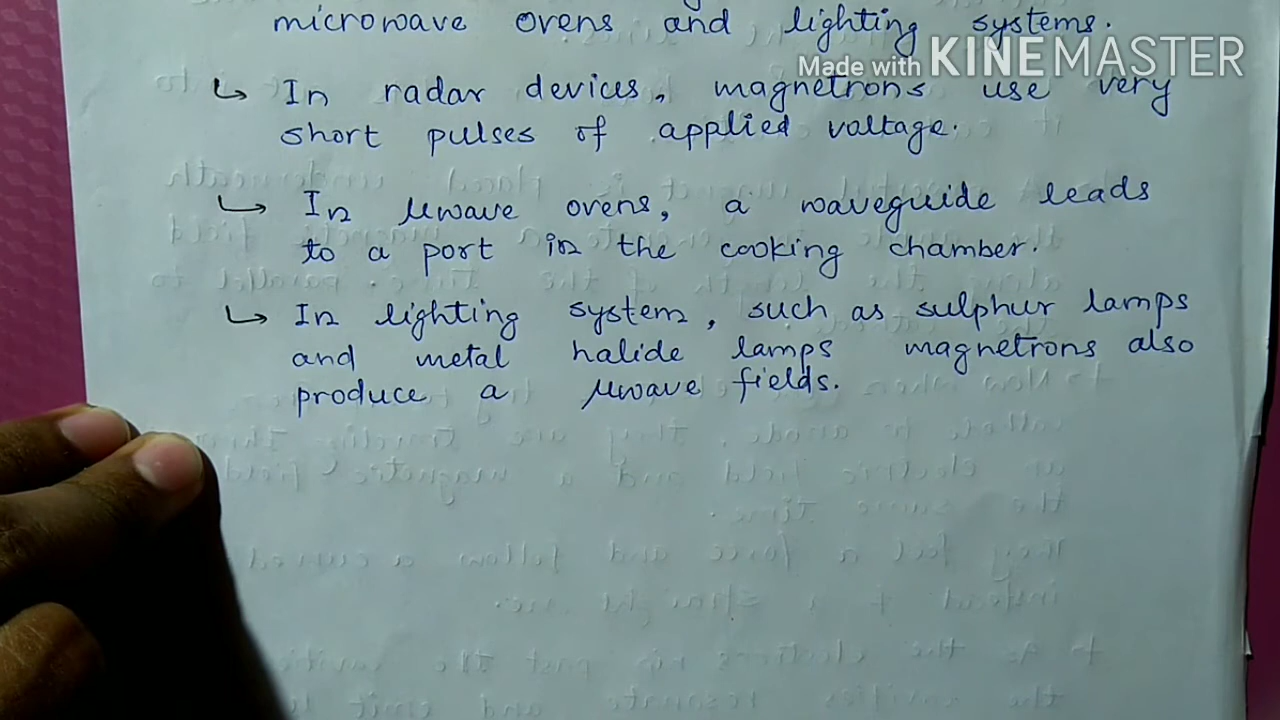 microwave ovens and lighting systems.
Made with KINEMASTER
↳ In radar devices, magnetrons use very
short pulses of applied voltage.
↳ In μwave ovens, a waveguide leads
to a port in the cooking chamber.
↳ In lighting system, such as sulphur lamps
and metal halide lamps magnetrons also
produce a μwave fields.